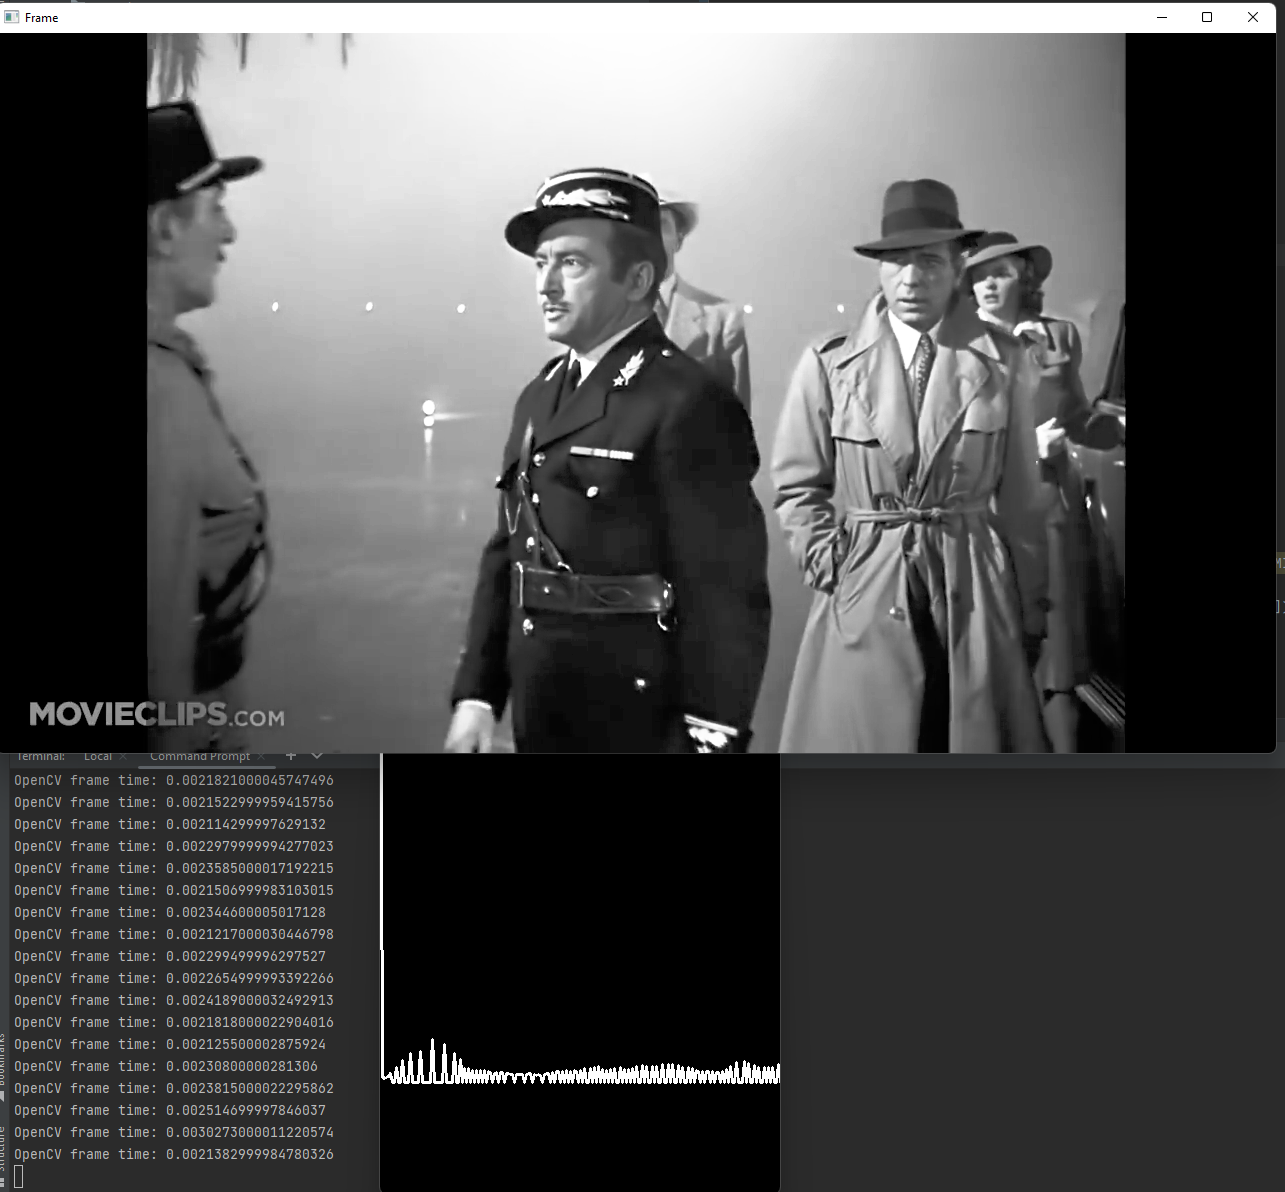 Frame
MOVIECLIPS.COM
Terminal: Local Command Prompt
OpenCV frame time: 0.0021821000045747496
OpenCV frame time: 0.0021522999959415756
OpenCV frame time: 0.002114299997629132
OpenCV frame time: 0.0022979999994277023
OpenCV frame time: 0.0023585000017192215
OpenCV frame time: 0.0021506999983103015
OpenCV frame time: 0.002344600005017128
OpenCV frame time: 0.0021217000030446798
OpenCV frame time: 0.002299499996297527
OpenCV frame time: 0.0022654999993392266
OpenCV frame time: 0.0024189000032492913
OpenCV frame time: 0.0021818000022904016
OpenCV frame time: 0.002125500002875924
OpenCV frame time: 0.00230800000281306
OpenCV frame time: 0.0023815000022295862
OpenCV frame time: 0.002514699997846037
OpenCV frame time: 0.0030273000011220574
OpenCV frame time: 0.0021382999984780326